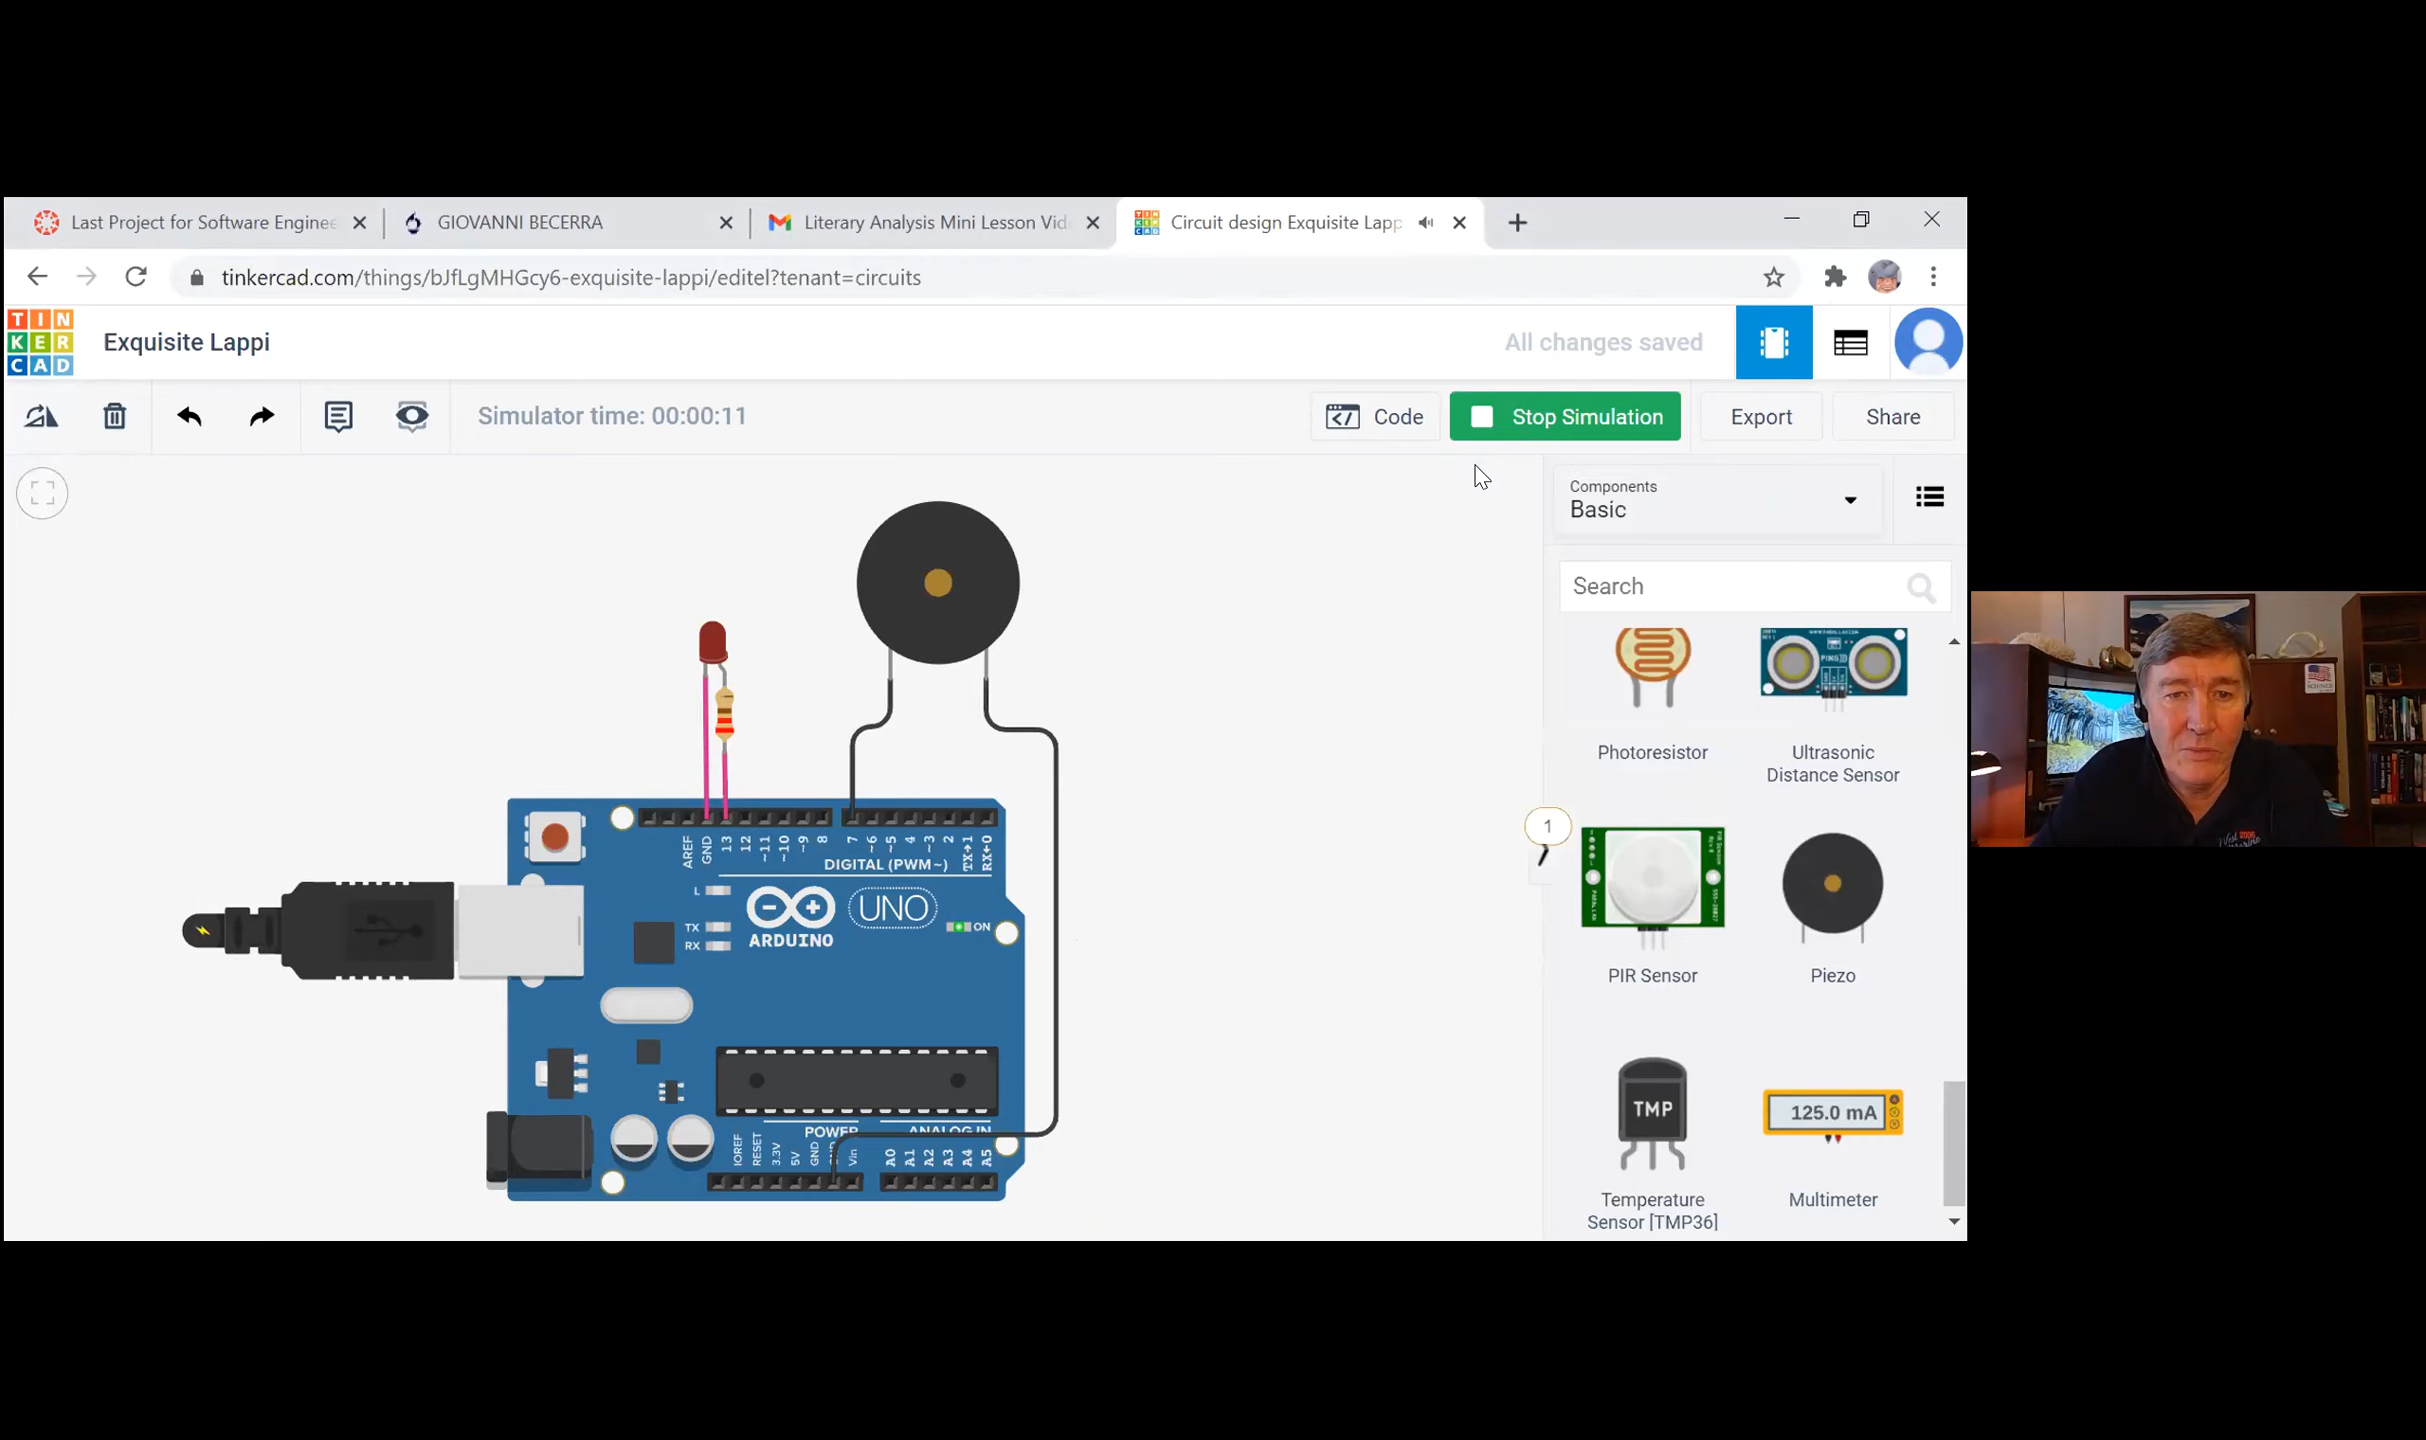 Last Project for Software Enginee
GIOVANNI BECERRA
Literary Analysis Mini Lesson Vid
Circuit design Exquisite Lapp
tinkercad.com/things/bJfLgMHGcy6-exquisite-lappi/editel?tenant=circuits
TIN
KER
CAD
Exquisite Lappi
All changes saved
Simulator time: 00:00:11
Code
Stop Simulation
Export
Share
Components
Basic
Search
Photoresistor
Ultrasonic
Distance Sensor
PING)))
1
PIR Sensor
Piezo
TMP
125.0 mA
Temperature
Sensor [TMP36]
Multimeter
AREF
GND
13
12
~11
~10
~9
8
7
~6
~5
4
~3
2
TX→1
RX←0
DIGITAL (PWM~)
L
TX
RX
ARDUINO
UNO
ON
POWER
ANALOG IN
IOREF
RESET
3.3V
5V
GND
Vin
A0
A1
A2
A3
A4
A5